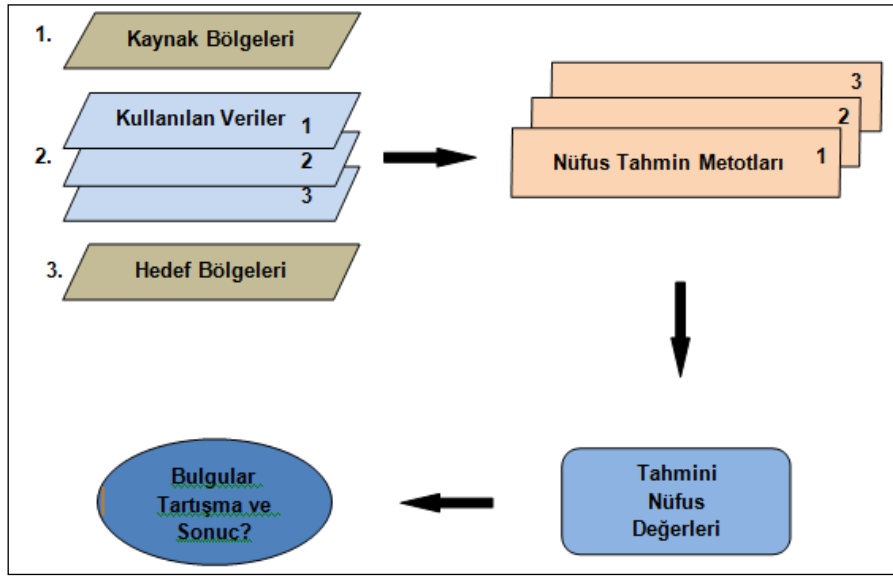 1.
Kaynak Bölgeleri
2.
Kullanılan Veriler 1
2
3
3.
Hedef Bölgeleri
3
2
Nüfus Tahmin Metotları 1
Tahmini
Nüfus
Değerleri
Bulgular
Tartışma ve
Sonuc?